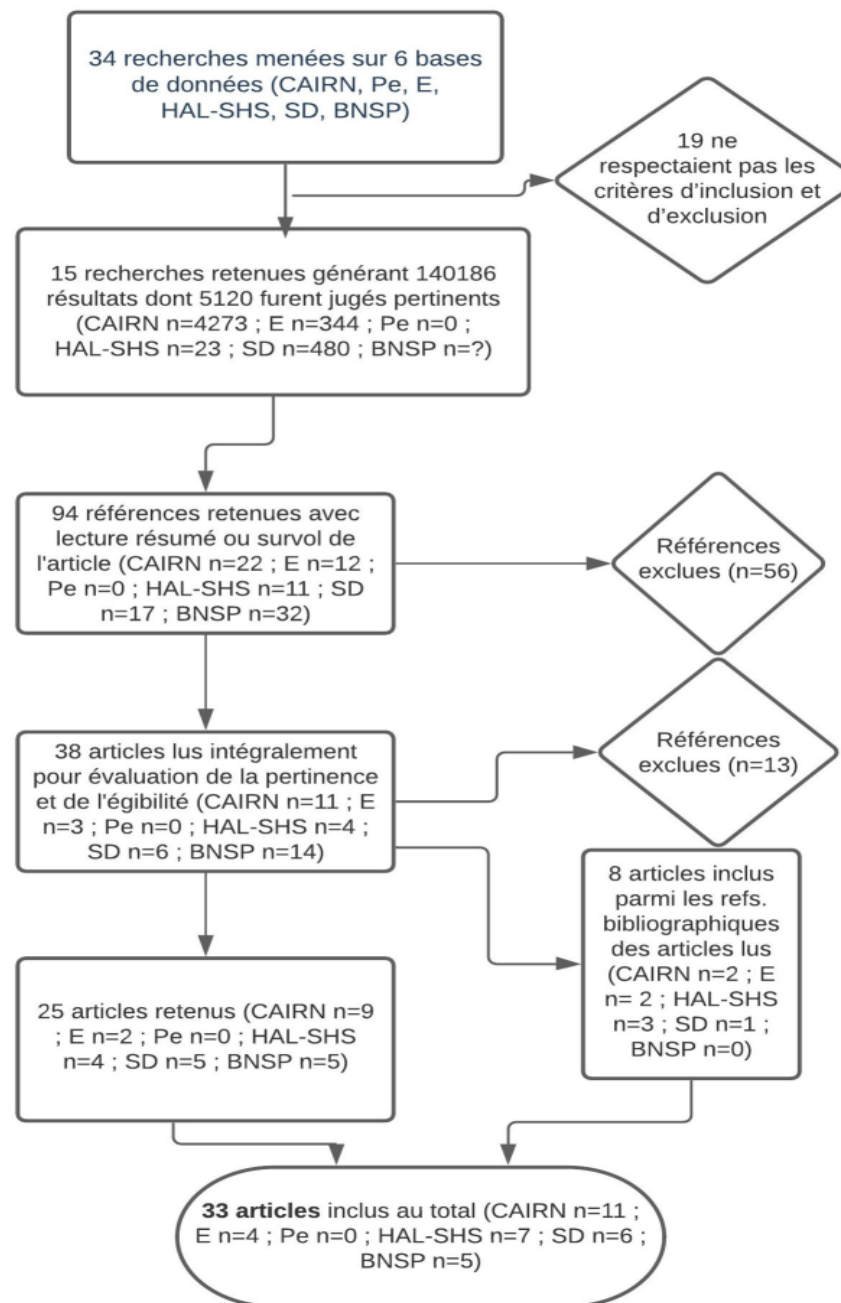 34 recherches menées sur 6 bases
de données (CAIRN, Pe, E,
HAL-SHS, SD, BNSP)
19 ne
respectaient pas les
critères d'inclusion et
d'exclusion
15 recherches retenues générant 140186
résultats dont 5120 furent jugés pertinents
(CAIRN n=4273 ; E n=344 ; Pe n=0 ;
HAL-SHS n=23 ; SD n=480 ; BNSP n=?)
94 références retenues avec
lecture résumé ou survol de
l'article (CAIRN n=22 ; E n=12 ;
Pe n=0 ; HAL-SHS n=11 ; SD
n=17 ; BNSP n=32)
Références
exclues (n=56)
38 articles lus intégralement
pour évaluation de la pertinence
et de l'égibilité (CAIRN n=11 ; E
n=3 ; Pe n=0 ; HAL-SHS n=4 ;
SD n=6 ; BNSP n=14)
Références
exclues (n=13)
8 articles inclus
parmi les refs.
bibliographiques
des articles lus
(CAIRN n=2 ; E
n= 2 ; HAL-SHS
n=3 ; SD n=1 ;
BNSP n=0)
25 articles retenus (CAIRN n=9
; E n=2 ; Pe n=0 ; HAL-SHS
n=4 ; SD n=5 ; BNSP n=5)
33 articles inclus au total (CAIRN n=11 ;
E n=4 ; Pe n=0 ; HAL-SHS n=7 ; SD n=6 ;
BNSP n=5)